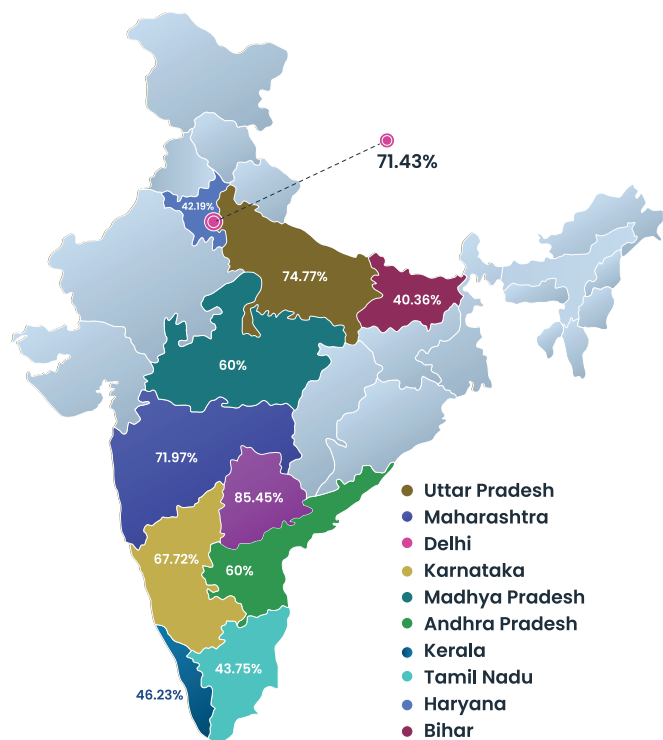 71.43%
42.19%
74.77%
40.36%
60%
71.97%
85.45%
67.72%
60%
43.75%
46.23%
Uttar Pradesh
Maharashtra
Delhi
Karnataka
Madhya Pradesh
Andhra Pradesh
Kerala
Tamil Nadu
Haryana
Bihar